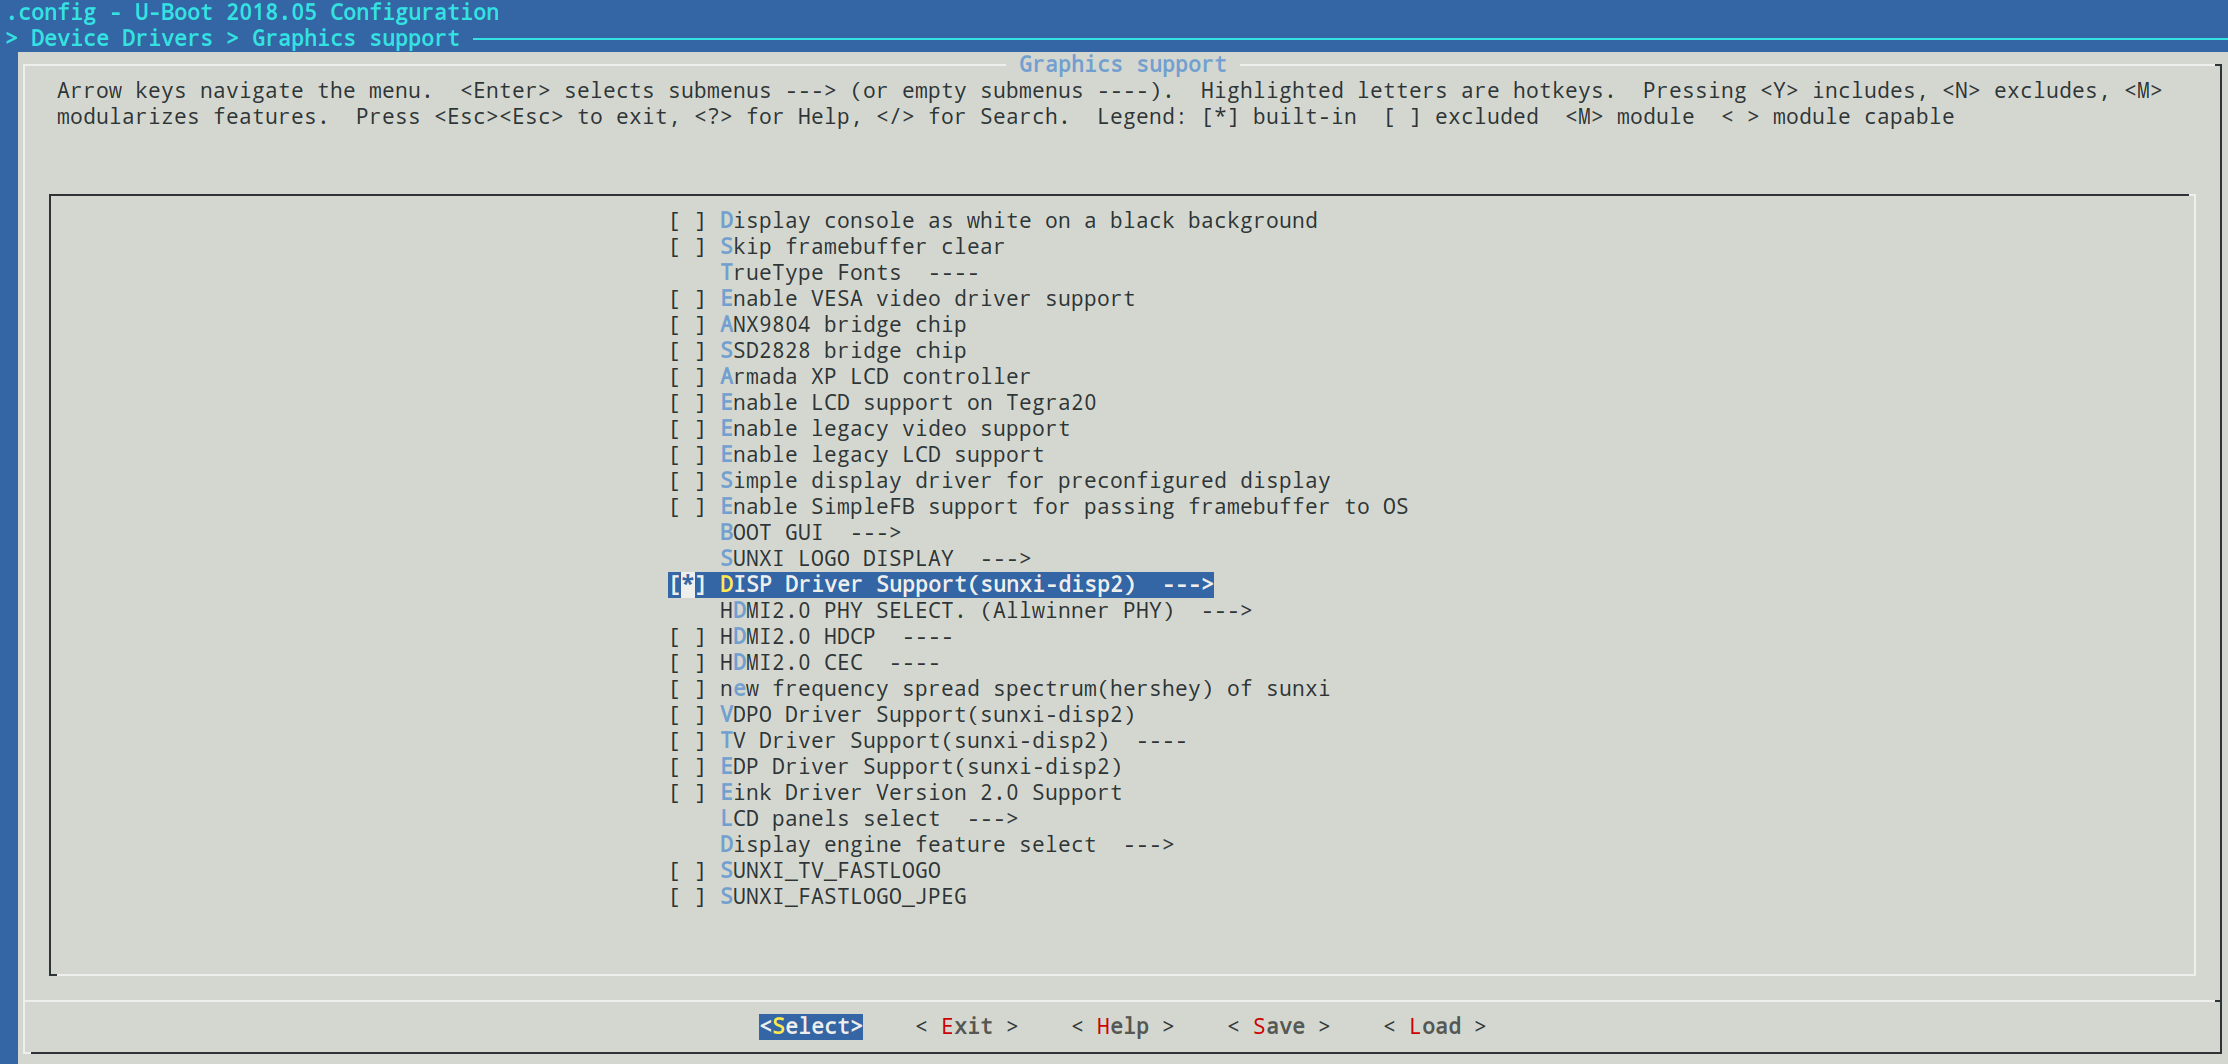 .config - U-Boot 2018.05 Configuration
> Device Drivers > Graphics support
Graphics support
Arrow keys navigate the menu.  <Enter> selects submenus ---> (or empty submenus ----).  Highlighted letters are hotkeys.  Pressing <Y> includes, <N> excludes, <M>
modularizes features.  Press <Esc><Esc> to exit, <?> for Help, </> for Search.  Legend: [*] built-in  [ ] excluded  <M> module  < > module capable
[ ] Display console as white on a black background
[ ] Skip framebuffer clear
TrueType Fonts  ----
[ ] Enable VESA video driver support
[ ] ANX9804 bridge chip
[ ] SSD2828 bridge chip
[ ] Armada XP LCD controller
[ ] Enable LCD support on Tegra20
[ ] Enable legacy video support
[ ] Enable legacy LCD support
[ ] Simple display driver for preconfigured display
[ ] Enable SimpleFB support for passing framebuffer to OS
BOOT GUI  --->
SUNXI LOGO DISPLAY  --->
[*] DISP Driver Support(sunxi-disp2)  --->
HDMI2.0 PHY SELECT. (Allwinner PHY)  --->
[ ] HDMI2.0 HDCP  ----
[ ] HDMI2.0 CEC  ----
[ ] new frequency spread spectrum(hershey) of sunxi
[ ] VDPO Driver Support(sunxi-disp2)
[ ] TV Driver Support(sunxi-disp2)  ----
[ ] EDP Driver Support(sunxi-disp2)
[ ] Eink Driver Version 2.0 Support
LCD panels select  --->
Display engine feature select  --->
[ ] SUNXI_TV_FASTLOGO
[ ] SUNXI_FASTLOGO_JPEG
<Select>    < Exit >    < Help >    < Save >    < Load >